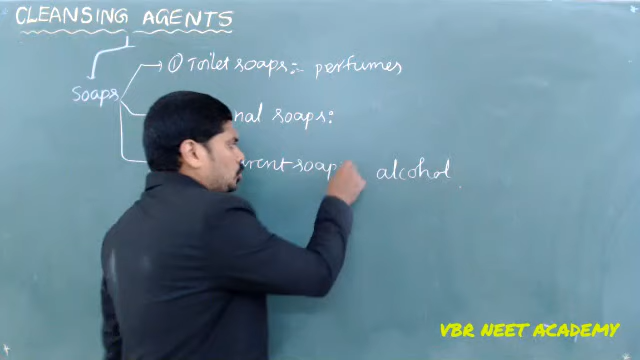 CLEANSING AGENTS
Soaps
① Toilet soaps:- perfumes
nal soaps:
rent soap alcohol
VBR NEET ACADEMY